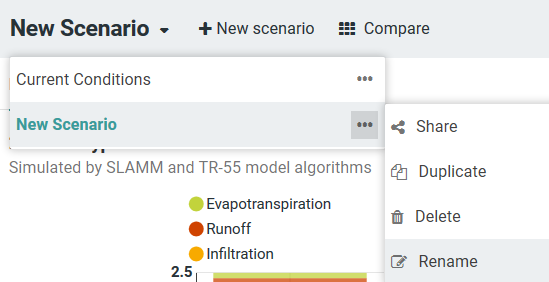 New Scenario
+ New scenario
Compare
Current Conditions
New Scenario
Share
Duplicate
Delete
Rename
Simulated by SLAMM and TR-55 model algorithms
Evapotranspiration
Runoff
Infiltration
2.5